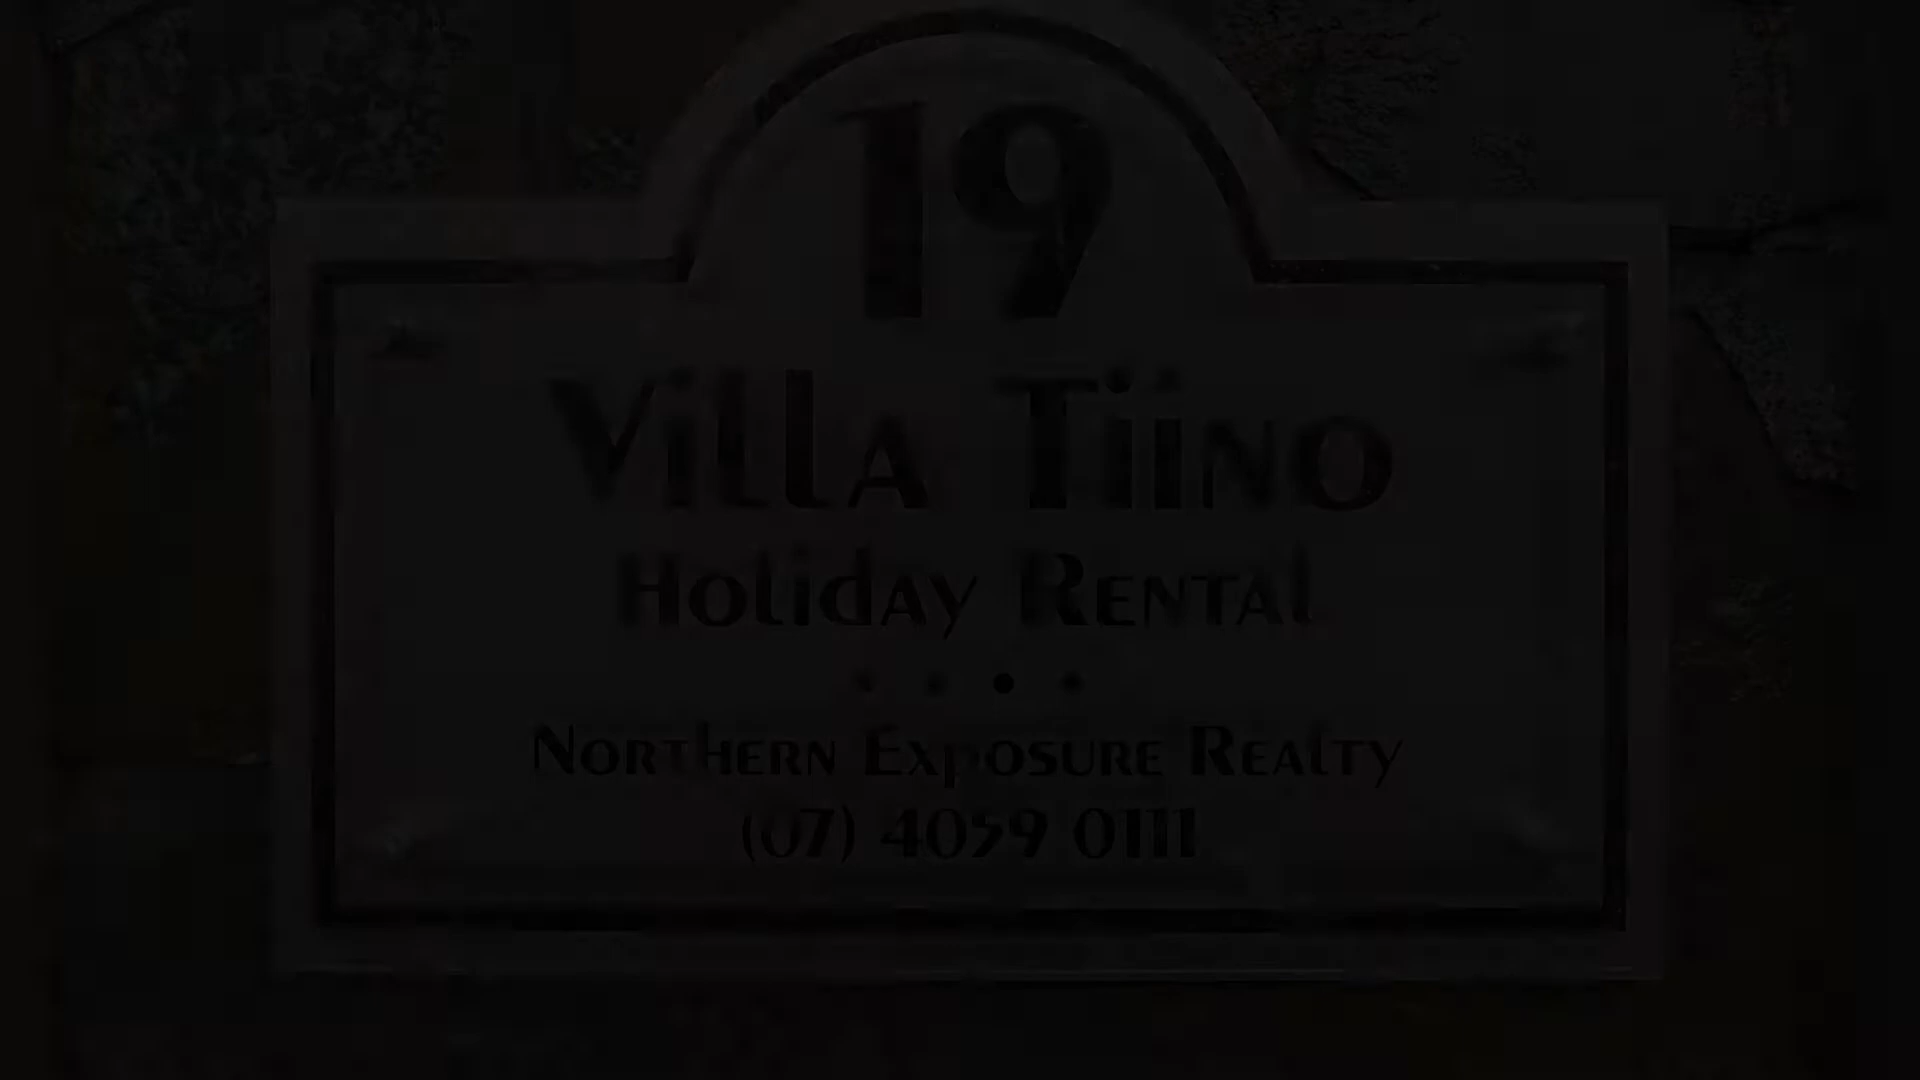 19
Villa Tiino
Holiday Rental
Northern Exposure Realty
(07) 4059 0111